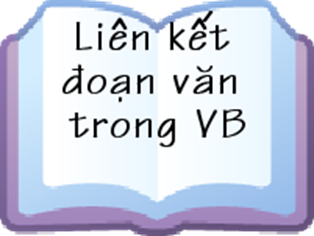 Liên kết
đoạn văn
trong VB